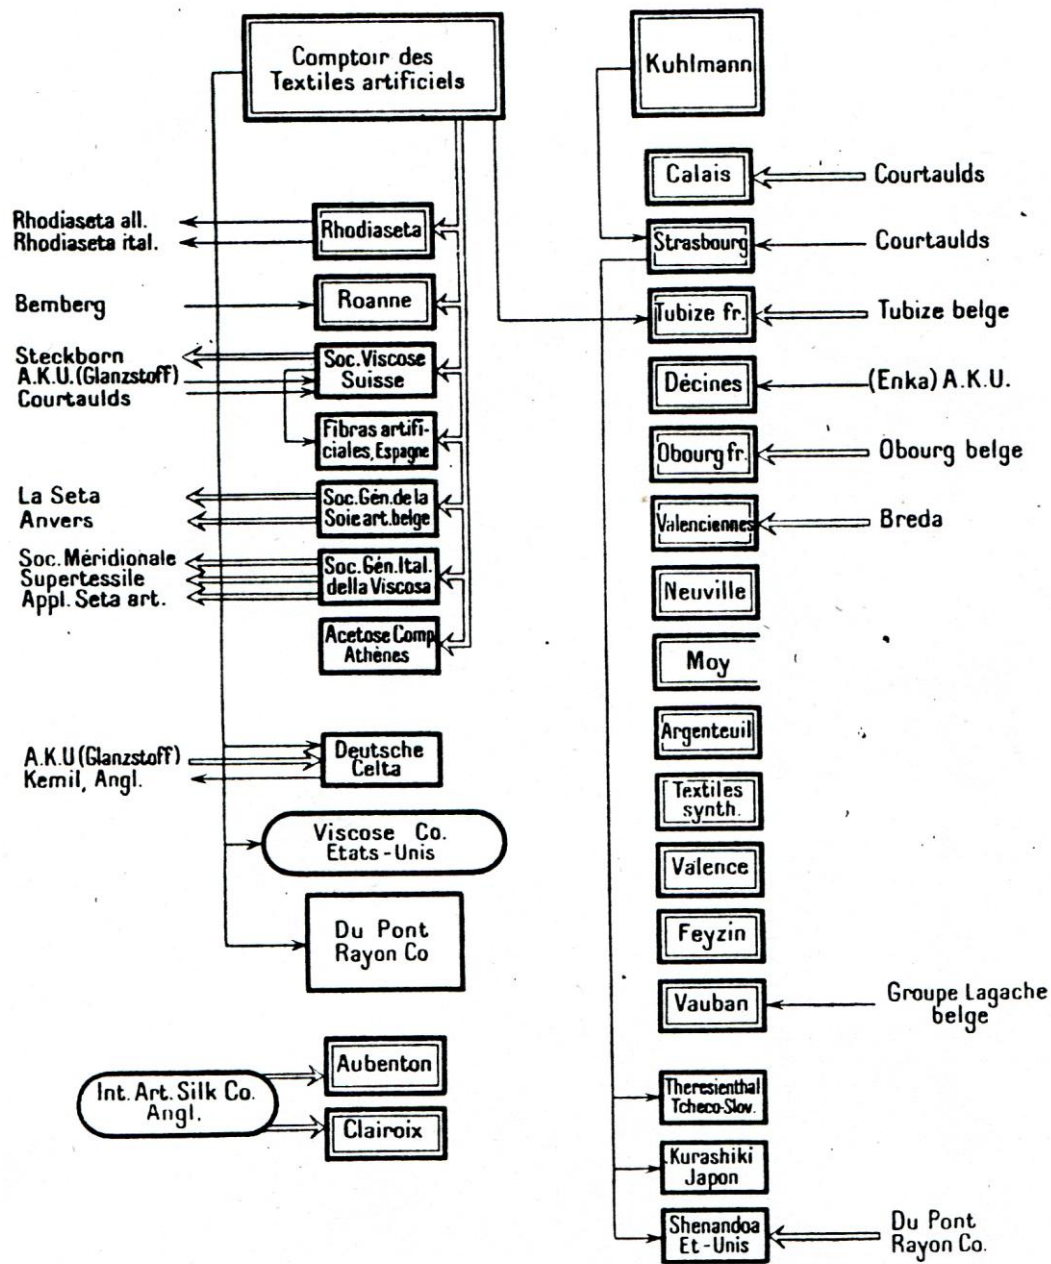 Comptoir des
Textiles artificiels
Rhodiaseta all.
Rhodiaseta ital.
Rhodiaseta
Bemberg
Roanne
Steckborn
A.K.U.(Glanzstoff)
Courtaulds
Soc.Viscose
Suisse
Fibras artifi-
ciales, Espagne
La Seta
Anvers
Soc.Gén.de la
Soie art.belge
Soc.Méridionale
Supertessile
Appl.Seta art.
Soc.Gén.Ital.
della Viscosa
Acetose Comp.
Athènes
A.K.U(Glanzstoff)
Kemil, Angl.
Deutsche
Celta
Viscose Co.
Etats-Unis
Du Pont
Rayon Co
Int. Art. Silk Co.
Angl.
Aubenton
Clairoix
Kuhlmann
Calais
Courtaulds
Strasbourg
Courtaulds
Tubize fr.
Tubize belge
Décines
(Enka) A.K.U.
Obourg fr.
Obourg belge
Valenciennes
Breda
Neuville
Moy
Argenteuil
Textiles
synth.
Valence
Feyzin
Vauban
Groupe Lagache
belge
Theresienthal
Tcheco-Slov.
Kurashiki
Japon
Shenandoa
Et-Unis
Du Pont
Rayon Co.